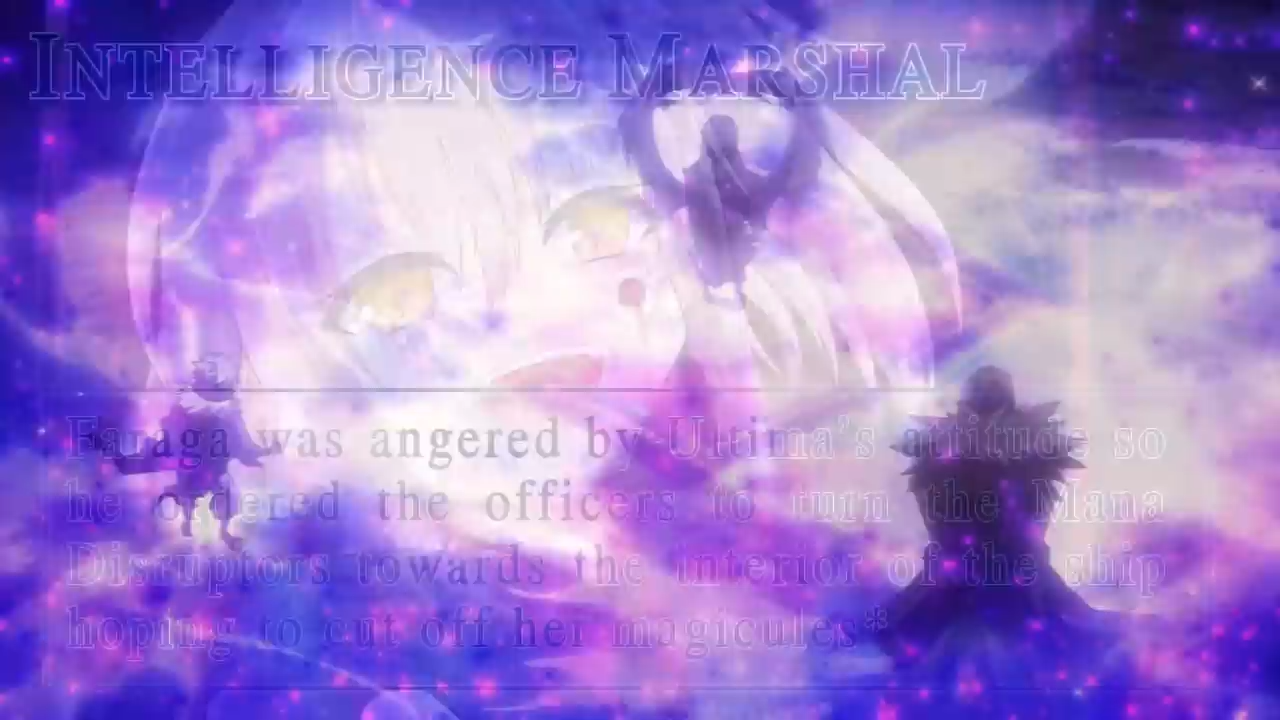 INTELLIGENCE MARSHAL
Faraga was angered by Ultima's attitude so
he ordered the officers to turn the Mana
Disruptors towards the interior of the ship
hoping to cut off her magicules*